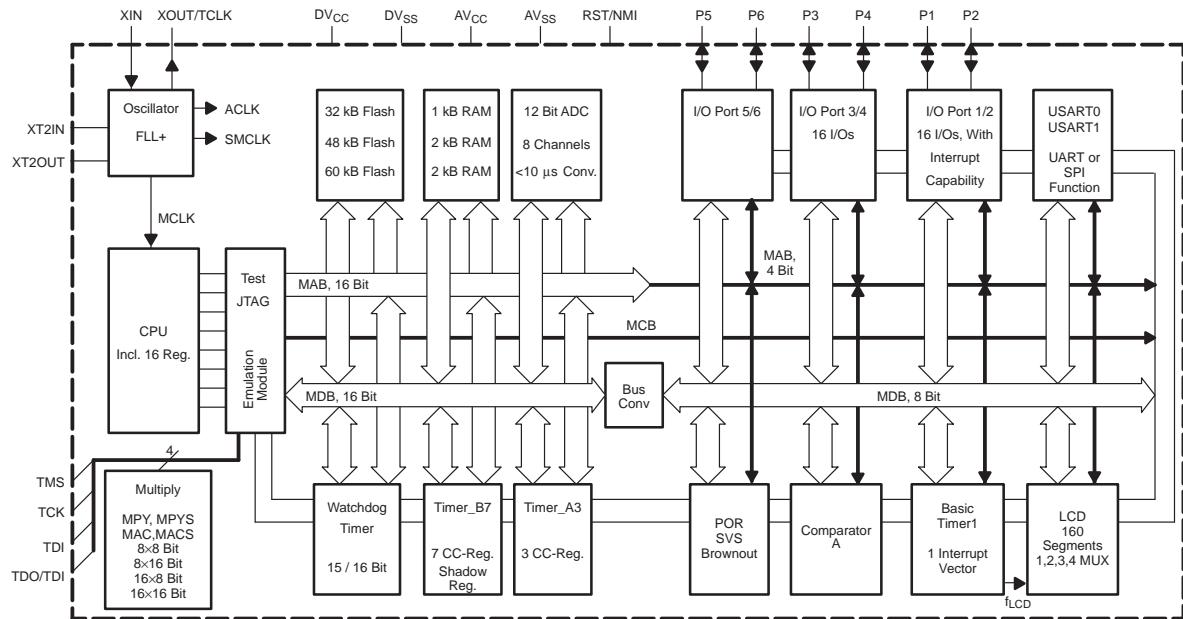 XIN
XOUT/TCLK
DVCC
DVSS
AVCC
AVSS
RST/NMI
P5
P6
P3
P4
P1
P2
XT2IN
XT2OUT
Oscillator
FLL+
ACLK
SMCLK
MCLK
32 kB Flash
48 kB Flash
60 kB Flash
1 kB RAM
2 kB RAM
2 kB RAM
12 Bit ADC
8 Channels
<10 μs Conv.
I/O Port 5/6
I/O Port 3/4
16 I/Os
I/O Port 1/2
16 I/Os, With
Interrupt
Capability
USART0
USART1
UART or
SPI
Function
CPU
Incl. 16 Reg.
Test
JTAG
Emulation
Module
MAB, 16 Bit
MAB,
4 Bit
MCB
MDB, 16 Bit
Bus
Conv
MDB, 8 Bit
4
TMS
TCK
TDI
TDO/TDI
Multiply
MPY, MPYS
MAC,MACS
8×8 Bit
8×16 Bit
16×8 Bit
16×16 Bit
Watchdog
Timer
15 / 16 Bit
Timer_B7
7 CC-Reg.
Shadow
Reg.
Timer_A3
3 CC-Reg.
POR
SVS
Brownout
Comparator
A
Basic
Timer1
1 Interrupt
Vector
fLCD
LCD
160
Segments
1,2,3,4 MUX